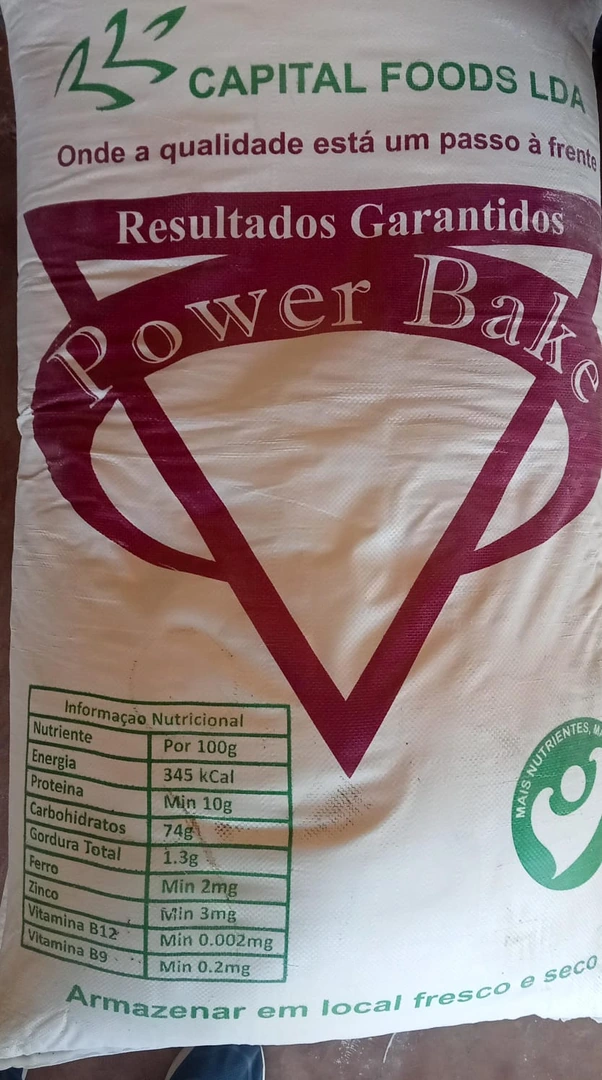 CAPITAL FOODS LDA
Onde a qualidade está um passo à frente
Resultados Garantidos
Power Bake
Informaçao Nutricional
Nutriente Por 100g
Energia 345 kCal
Proteina Min 10g
Carbohidratos 74g
Gordura Total 1.3g
Ferro Min 2mg
Zinco Min 3mg
Vitamina B12 Min 0.002mg
Vitamina B9 Min 0.2mg
MAIS NUTRIENTES,
Armazenar em local fresco e seco